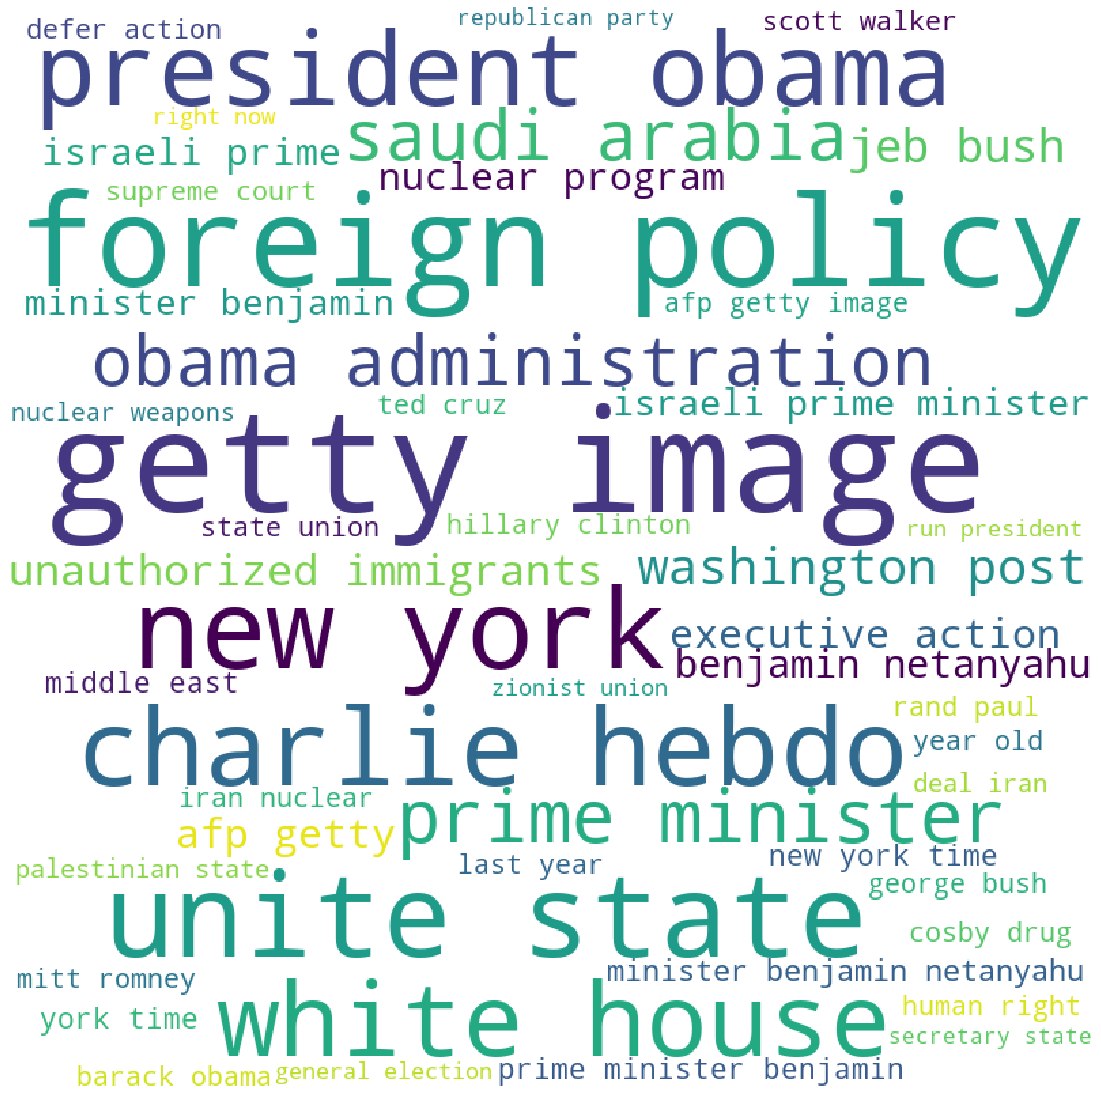 republican party
scott walker
defer action
president obama
right now
saudi arabia
israeli prime
jeb bush
nuclear program
supreme court
foreign policy
minister benjamin
afp getty image
obama administration
nuclear weapons
ted cruz
israeli prime minister
getty image
state union
hillary clinton
run president
unauthorized immigrants
washington post
new york
executive action
benjamin netanyahu
middle east
zionist union
charlie hebdo
rand paul
year old
deal iran
iran nuclear
prime minister
afp getty
palestinian state
last year
new york time
unite state
george bush
cosby drug
mitt romney
minister benjamin netanyahu
white house
york time
human right
secretary state
barack obama
general election
prime minister benjamin